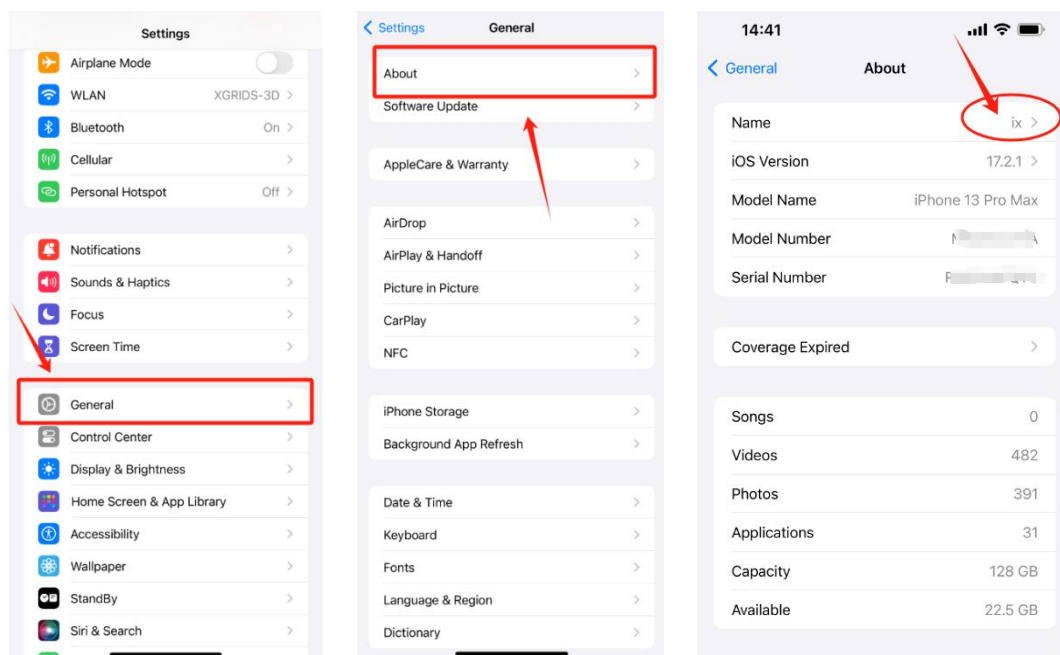 Settings
Airplane Mode
WLAN XGRIDS-3D
Bluetooth On
Cellular
Personal Hotspot Off
Notifications
Sounds & Haptics
Focus
Screen Time
General
Control Center
Display & Brightness
Home Screen & App Library
Accessibility
Wallpaper
StandBy
Siri & Search
Settings General
About
Software Update
AppleCare & Warranty
AirDrop
AirPlay & Handoff
Picture in Picture
CarPlay
NFC
iPhone Storage
Background App Refresh
Date & Time
Keyboard
Fonts
Language & Region
Dictionary
14:41
General About
Name ix
iOS Version 17.2.1
Model Name iPhone 13 Pro Max
Model Number
Serial Number
Coverage Expired
Songs 0
Videos 482
Photos 391
Applications 31
Capacity 128 GB
Available 22.5 GB